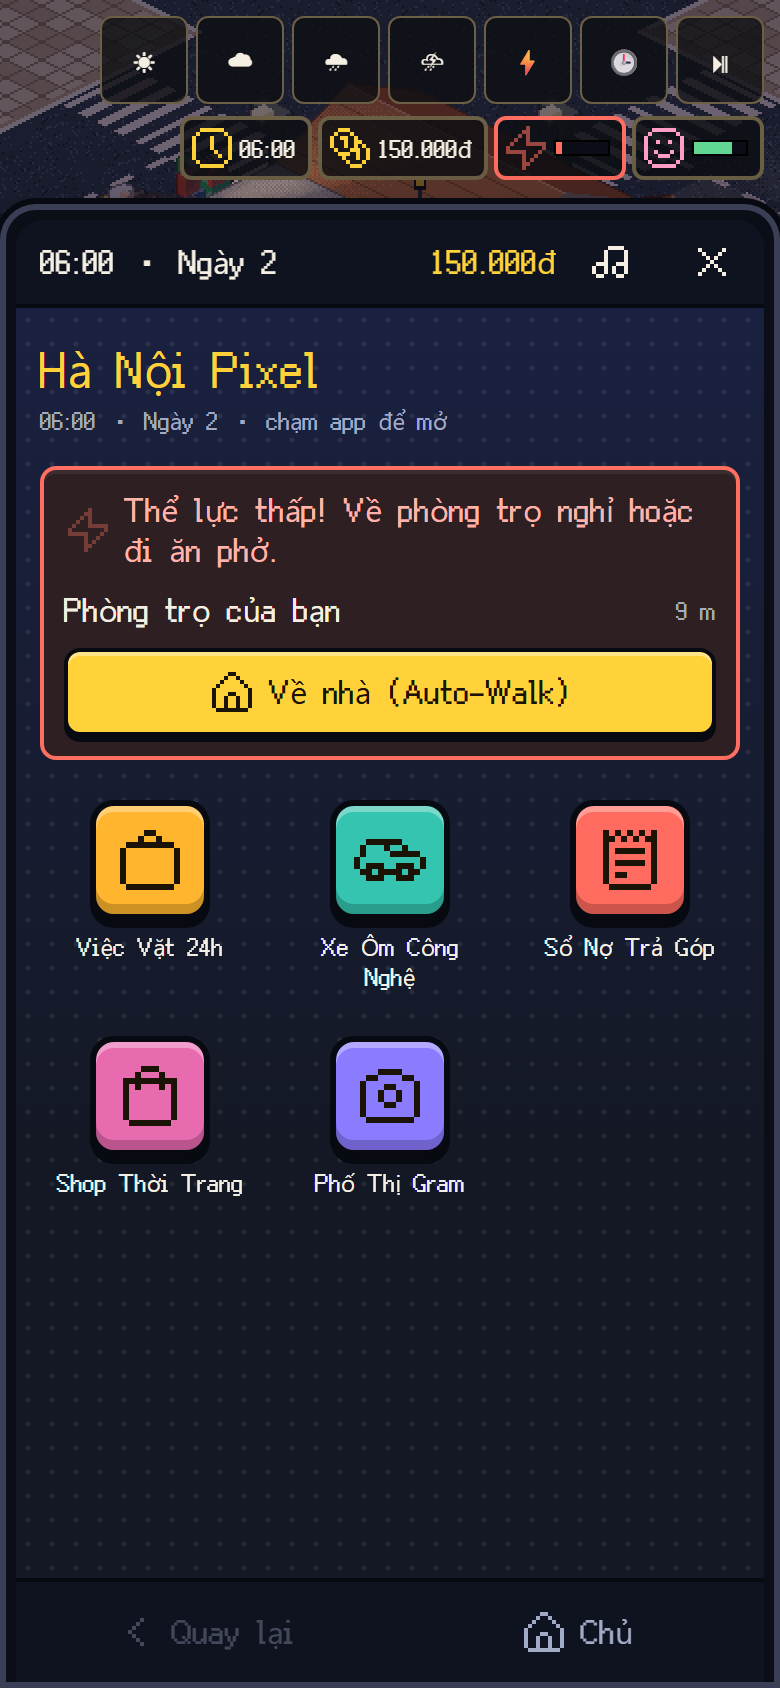 06:00
150.000đ
06:00 · Ngày 2
150.000đ
Hà Nội Pixel
06:00 · Ngày 2 · chạm app để mở
Thể lực thấp! Về phòng trọ nghỉ hoặc
đi ăn phở.
Phòng trọ của bạn
9 m
Về nhà (Auto-Walk)
Việc Vặt 24h
Xe Ôm Công
Nghệ
Sổ Nợ Trả Góp
Shop Thời Trang
Phố Thị Gram
Quay lại
Chủ